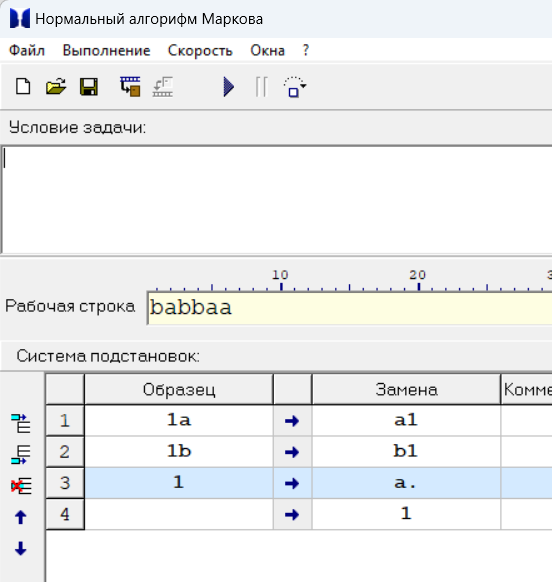 Нормальный алгорифм Маркова
Файл Выполнение Скорость Окна ?
Условие задачи:
10 20 3
Рабочая строка babbaa
Система подстановок:
Образец Замена Комме
1 1a → a1
2 1b → b1
3 1 → a.
4 → 1